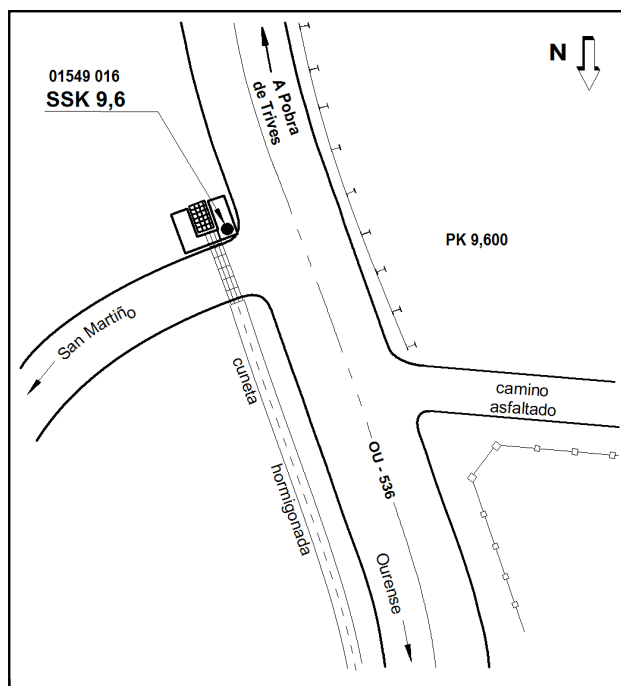 01549 016
SSK 9,6
A Pobra
de Trives
N
PK 9,600
San Martiño
cuneta
hormigonada
camino
asfaltado
OU - 536
Ourense